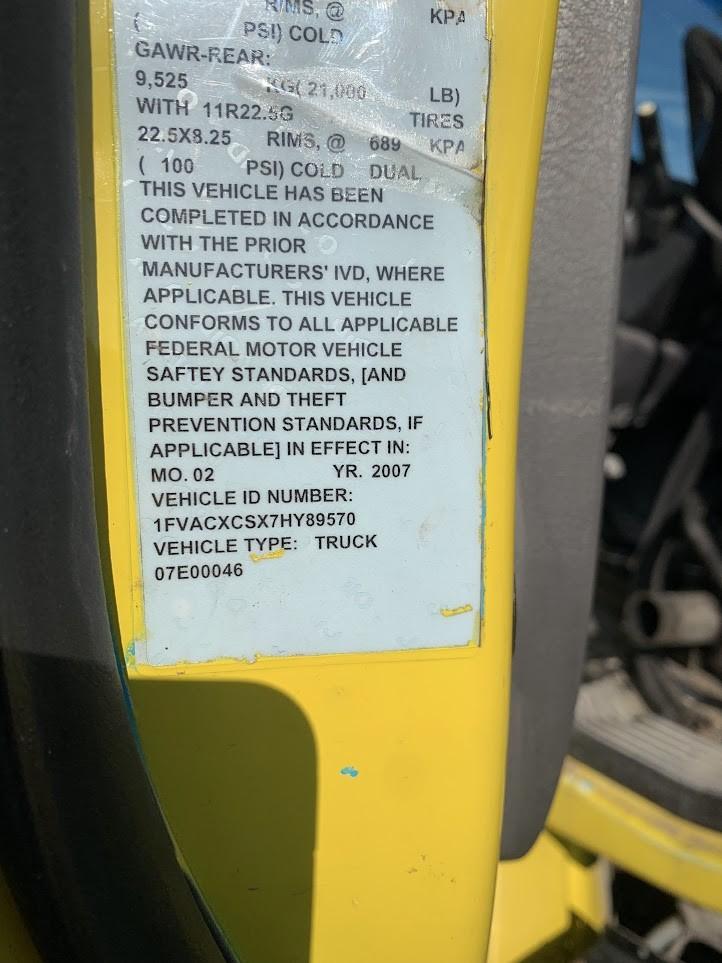 RIMS, @ KPA
( PSI) COLD
GAWR-REAR:
9,525 KG( 21,000 LB)
WITH 11R22.5G TIRES
22.5X8.25 RIMS, @ 689 KPA
( 100 PSI) COLD DUAL
THIS VEHICLE HAS BEEN
COMPLETED IN ACCORDANCE
WITH THE PRIOR
MANUFACTURERS' IVD, WHERE
APPLICABLE. THIS VEHICLE
CONFORMS TO ALL APPLICABLE
FEDERAL MOTOR VEHICLE
SAFTEY STANDARDS, [AND
BUMPER AND THEFT
PREVENTION STANDARDS, IF
APPLICABLE] IN EFFECT IN:
MO. 02 YR. 2007
VEHICLE ID NUMBER:
1FVACXCSX7HY89570
VEHICLE TYPE: TRUCK
07E00046